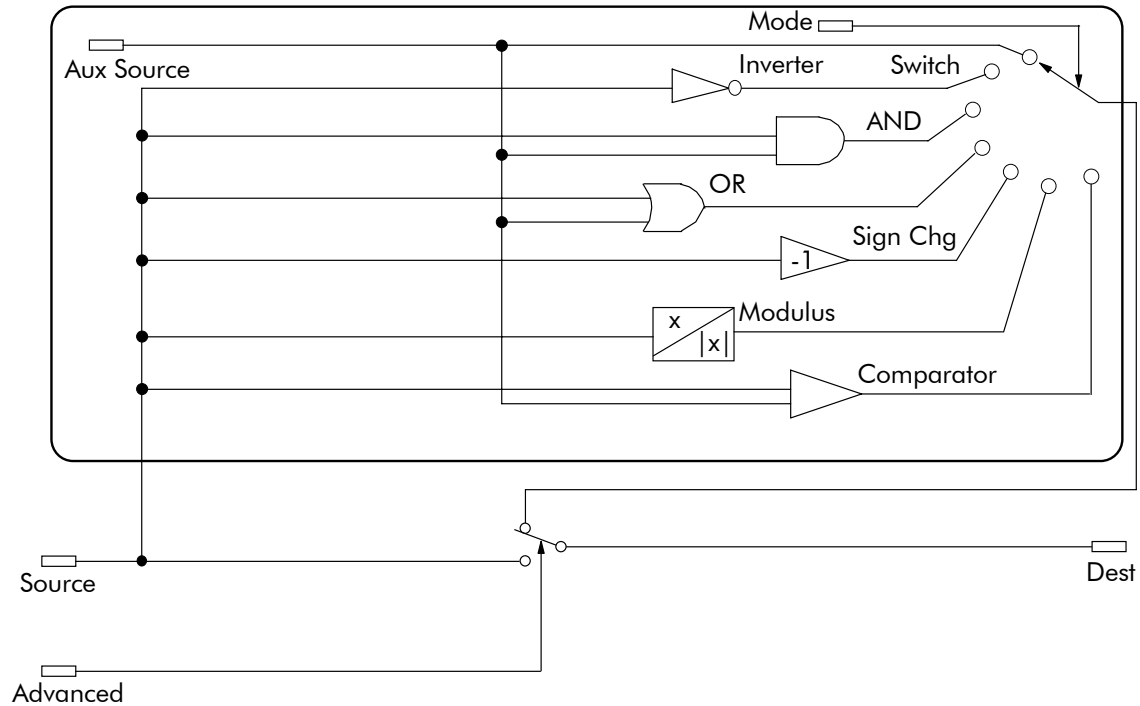 Mode
Aux Source
Inverter
Switch
AND
OR
Sign Chg
-1
Modulus
x
|x|
Comparator
Source
Dest
Advanced